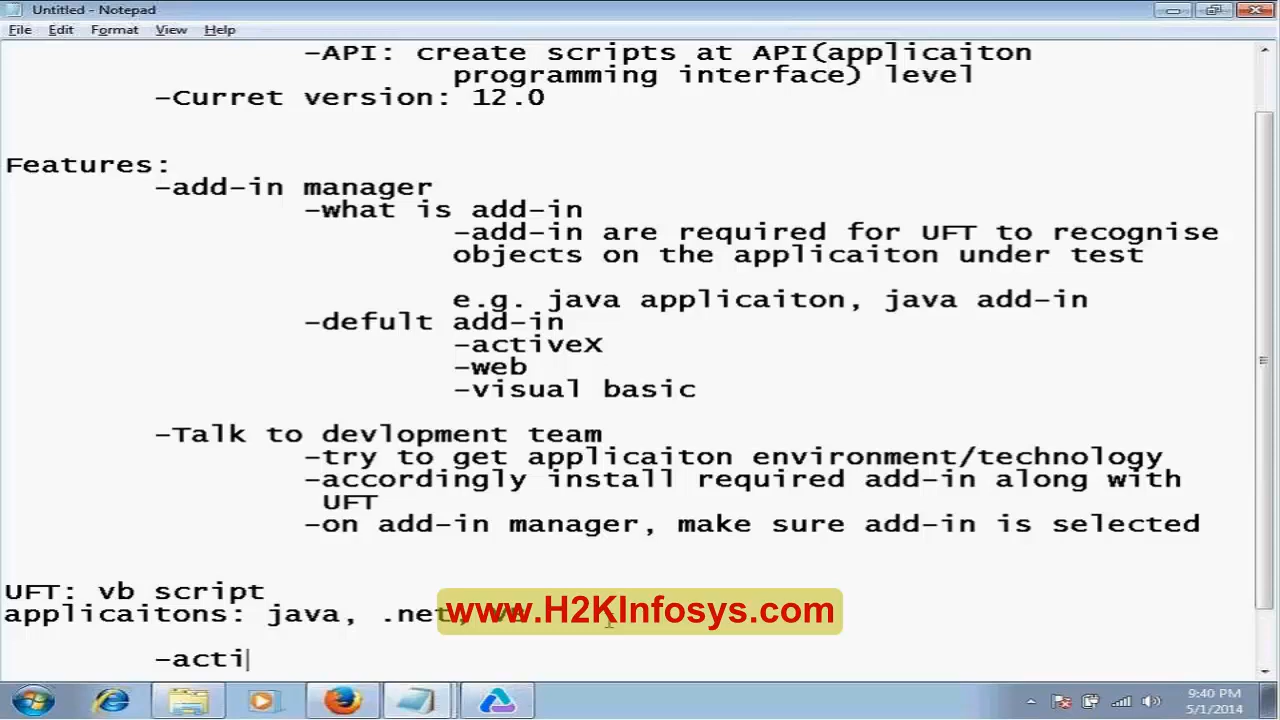 Untitled - Notepad
File Edit Format View Help
-API: create scripts at API(applicaiton
programming interface) level
-Curret version: 12.0
Features:
-add-in manager
-what is add-in
-add-in are required for UFT to recognise
objects on the applicaiton under test
e.g. java applicaiton, java add-in
-defult add-in
-activeX
-web
-visual basic
-Talk to devlopment team
-try to get applicaiton environment/technology
-accordingly install required add-in along with
UFT
-on add-in manager, make sure add-in is selected
UFT: vb script
applicaitons: java, .net,
www.H2KInfosys.com
-acti
9:40 PM
5/1/2014